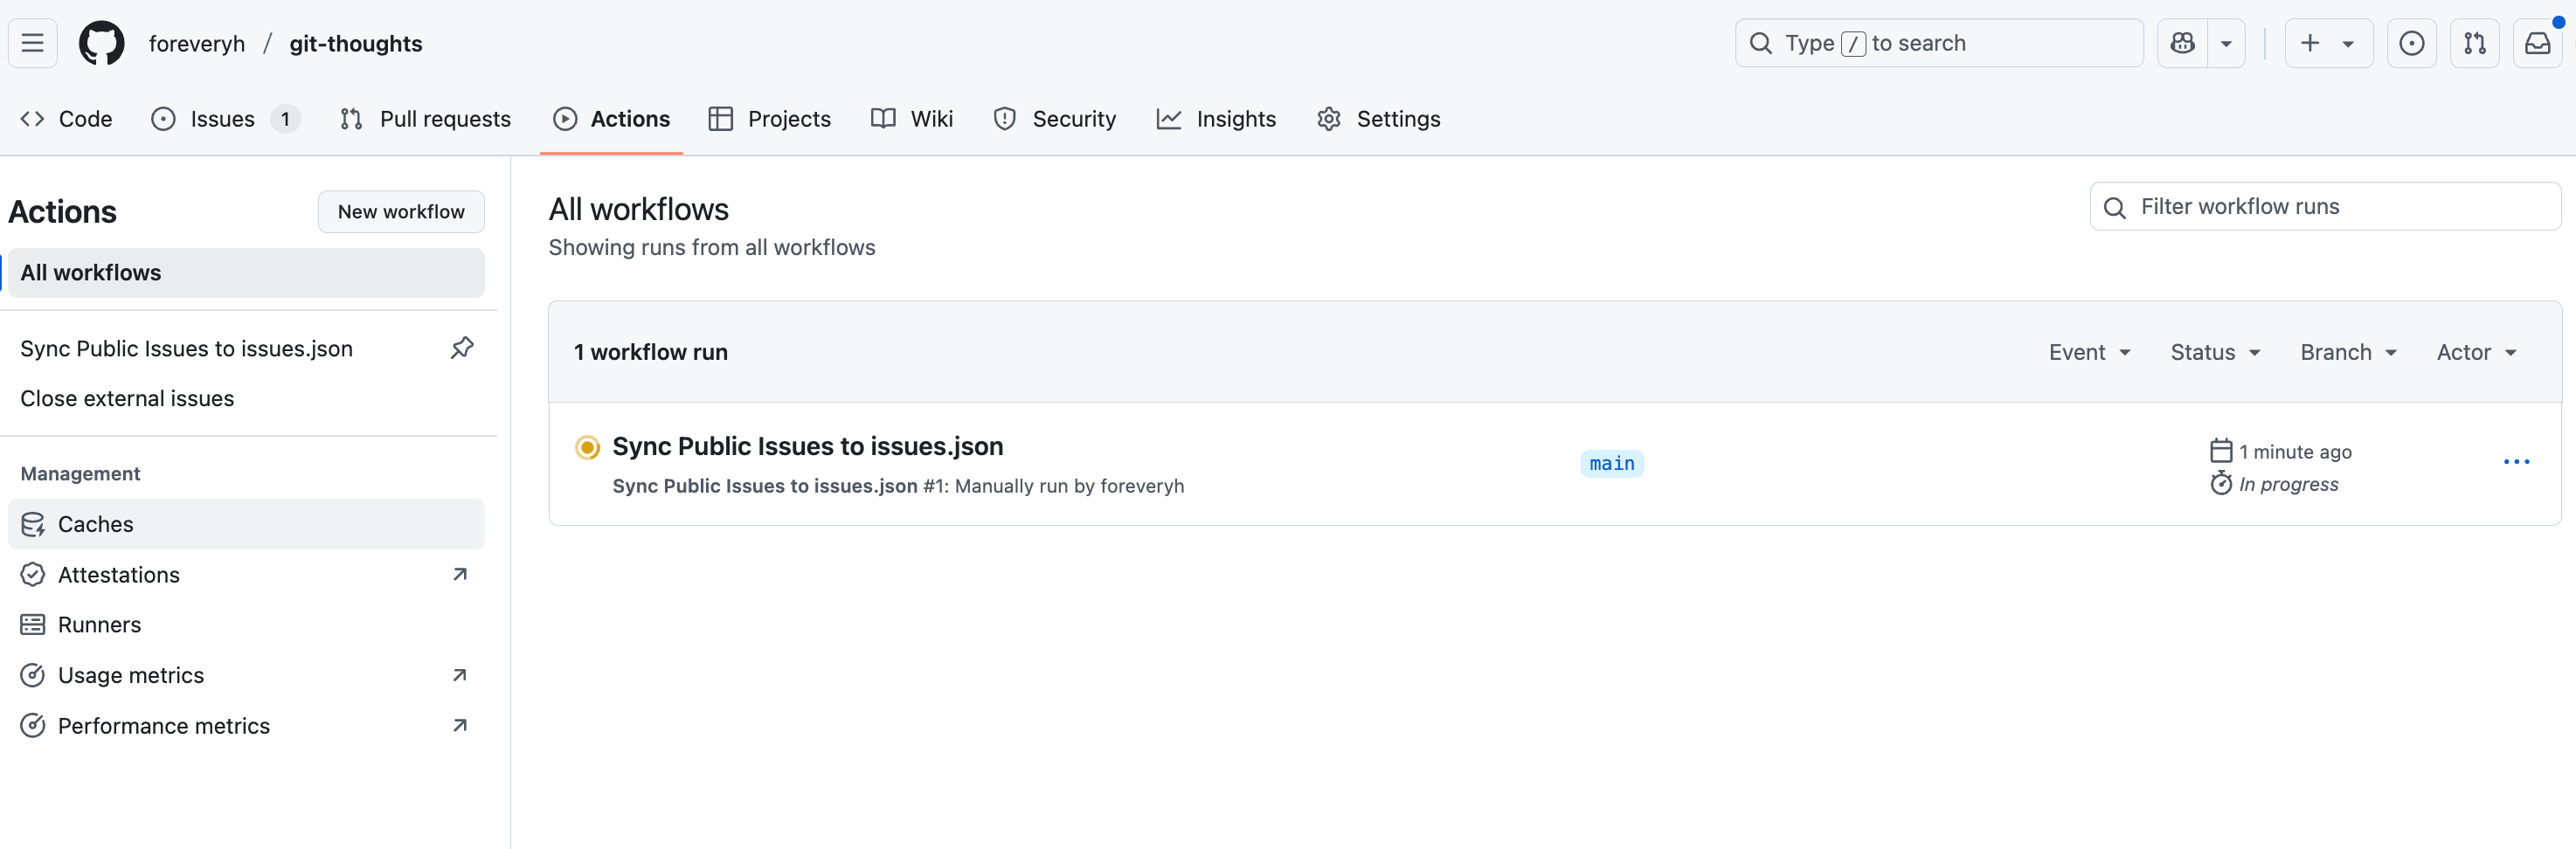 foreveryh / git-thoughts
Type / to search
Code
Issues 1
Pull requests
Actions
Projects
Wiki
Security
Insights
Settings
Actions
New workflow
All workflows
Sync Public Issues to issues.json
Close external issues
Management
Caches
Attestations
Runners
Usage metrics
Performance metrics
All workflows
Showing runs from all workflows
Filter workflow runs
1 workflow run
Event
Status
Branch
Actor
Sync Public Issues to issues.json
Sync Public Issues to issues.json #1: Manually run by foreveryh
main
1 minute ago
In progress